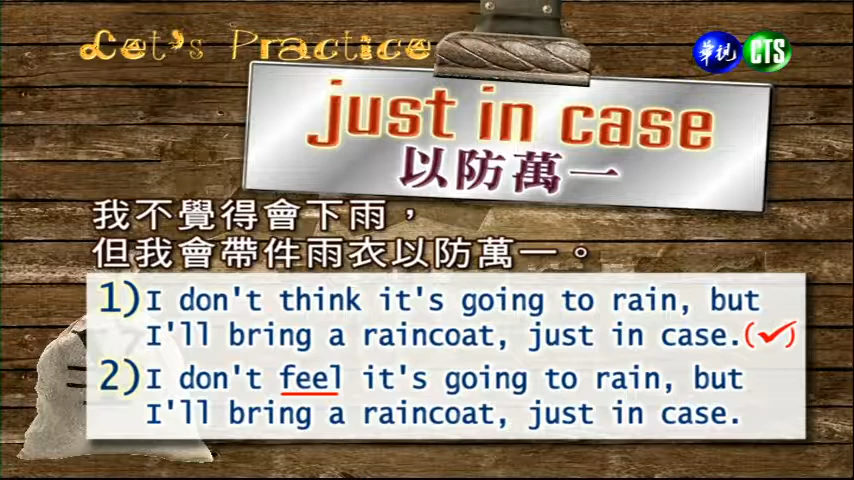 Let's Practice
華視 CTS
just in case
以防萬一
我不覺得會下雨，
但我會帶件雨衣以防萬一。
1) I don't think it's going to rain, but
I'll bring a raincoat, just in case.(✓)
2) I don't feel it's going to rain, but
I'll bring a raincoat, just in case.